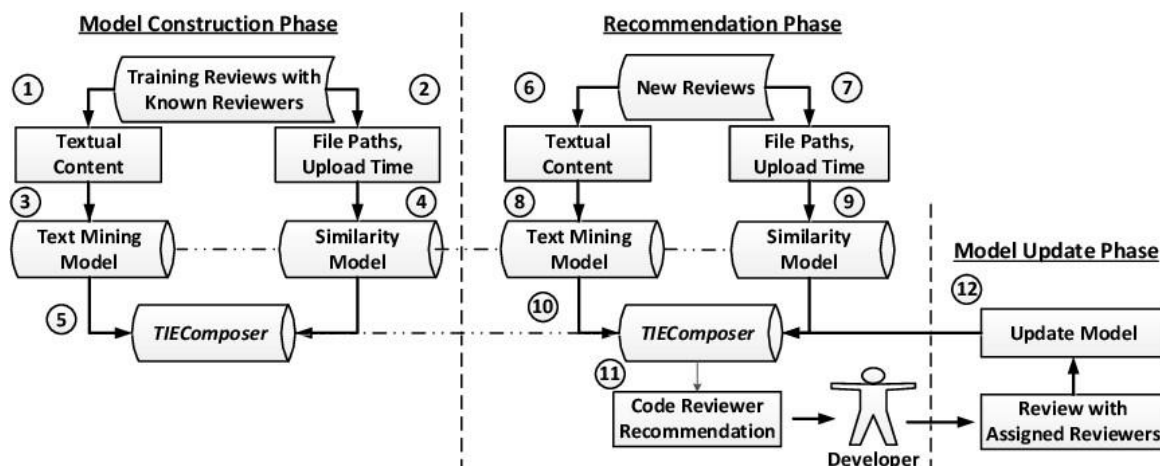 Model Construction Phase
Recommendation Phase
1
Training Reviews with
Known Reviewers
2
6
New Reviews
7
Textual
Content
File Paths,
Upload Time
Textual
Content
File Paths,
Upload Time
3
4
8
9
Text Mining
Model
Similarity
Model
Text Mining
Model
Similarity
Model
Model Update Phase
5
TIEComposer
10
TIEComposer
12
Update Model
11
Code Reviewer
Recommendation
Developer
Review with
Assigned Reviewers